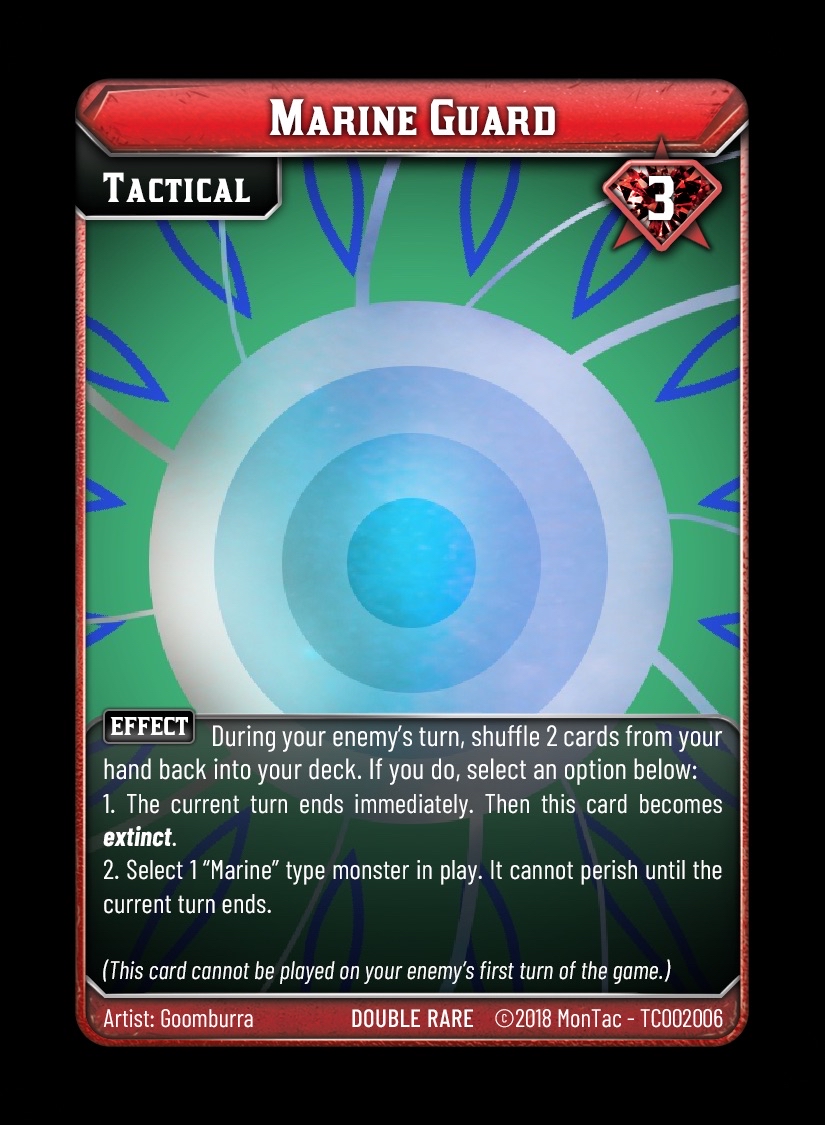 Marine Guard
Tactical
3
EFFECT
During your enemy's turn, shuffle 2 cards from your
hand back into your deck. If you do, select an option below:
1. The current turn ends immediately. Then this card becomes
extinct.
2. Select 1 “Marine” type monster in play. It cannot perish until the
current turn ends.
(This card cannot be played on your enemy's first turn of the game.)
Artist: Goomburra DOUBLE RARE ©2018 MonTac - TC002006